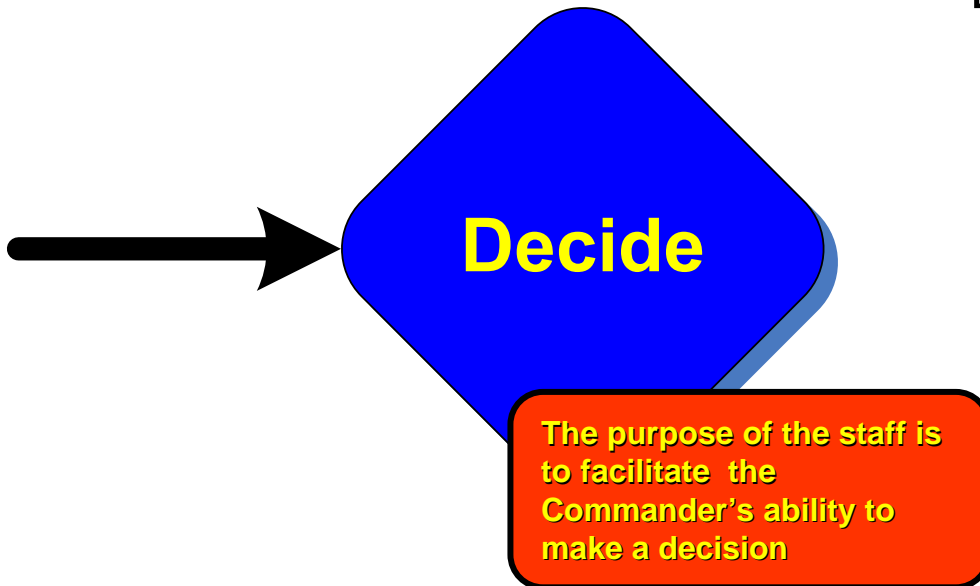 Decide
The purpose of the staff is
to facilitate  the
Commander’s ability to
make a decision